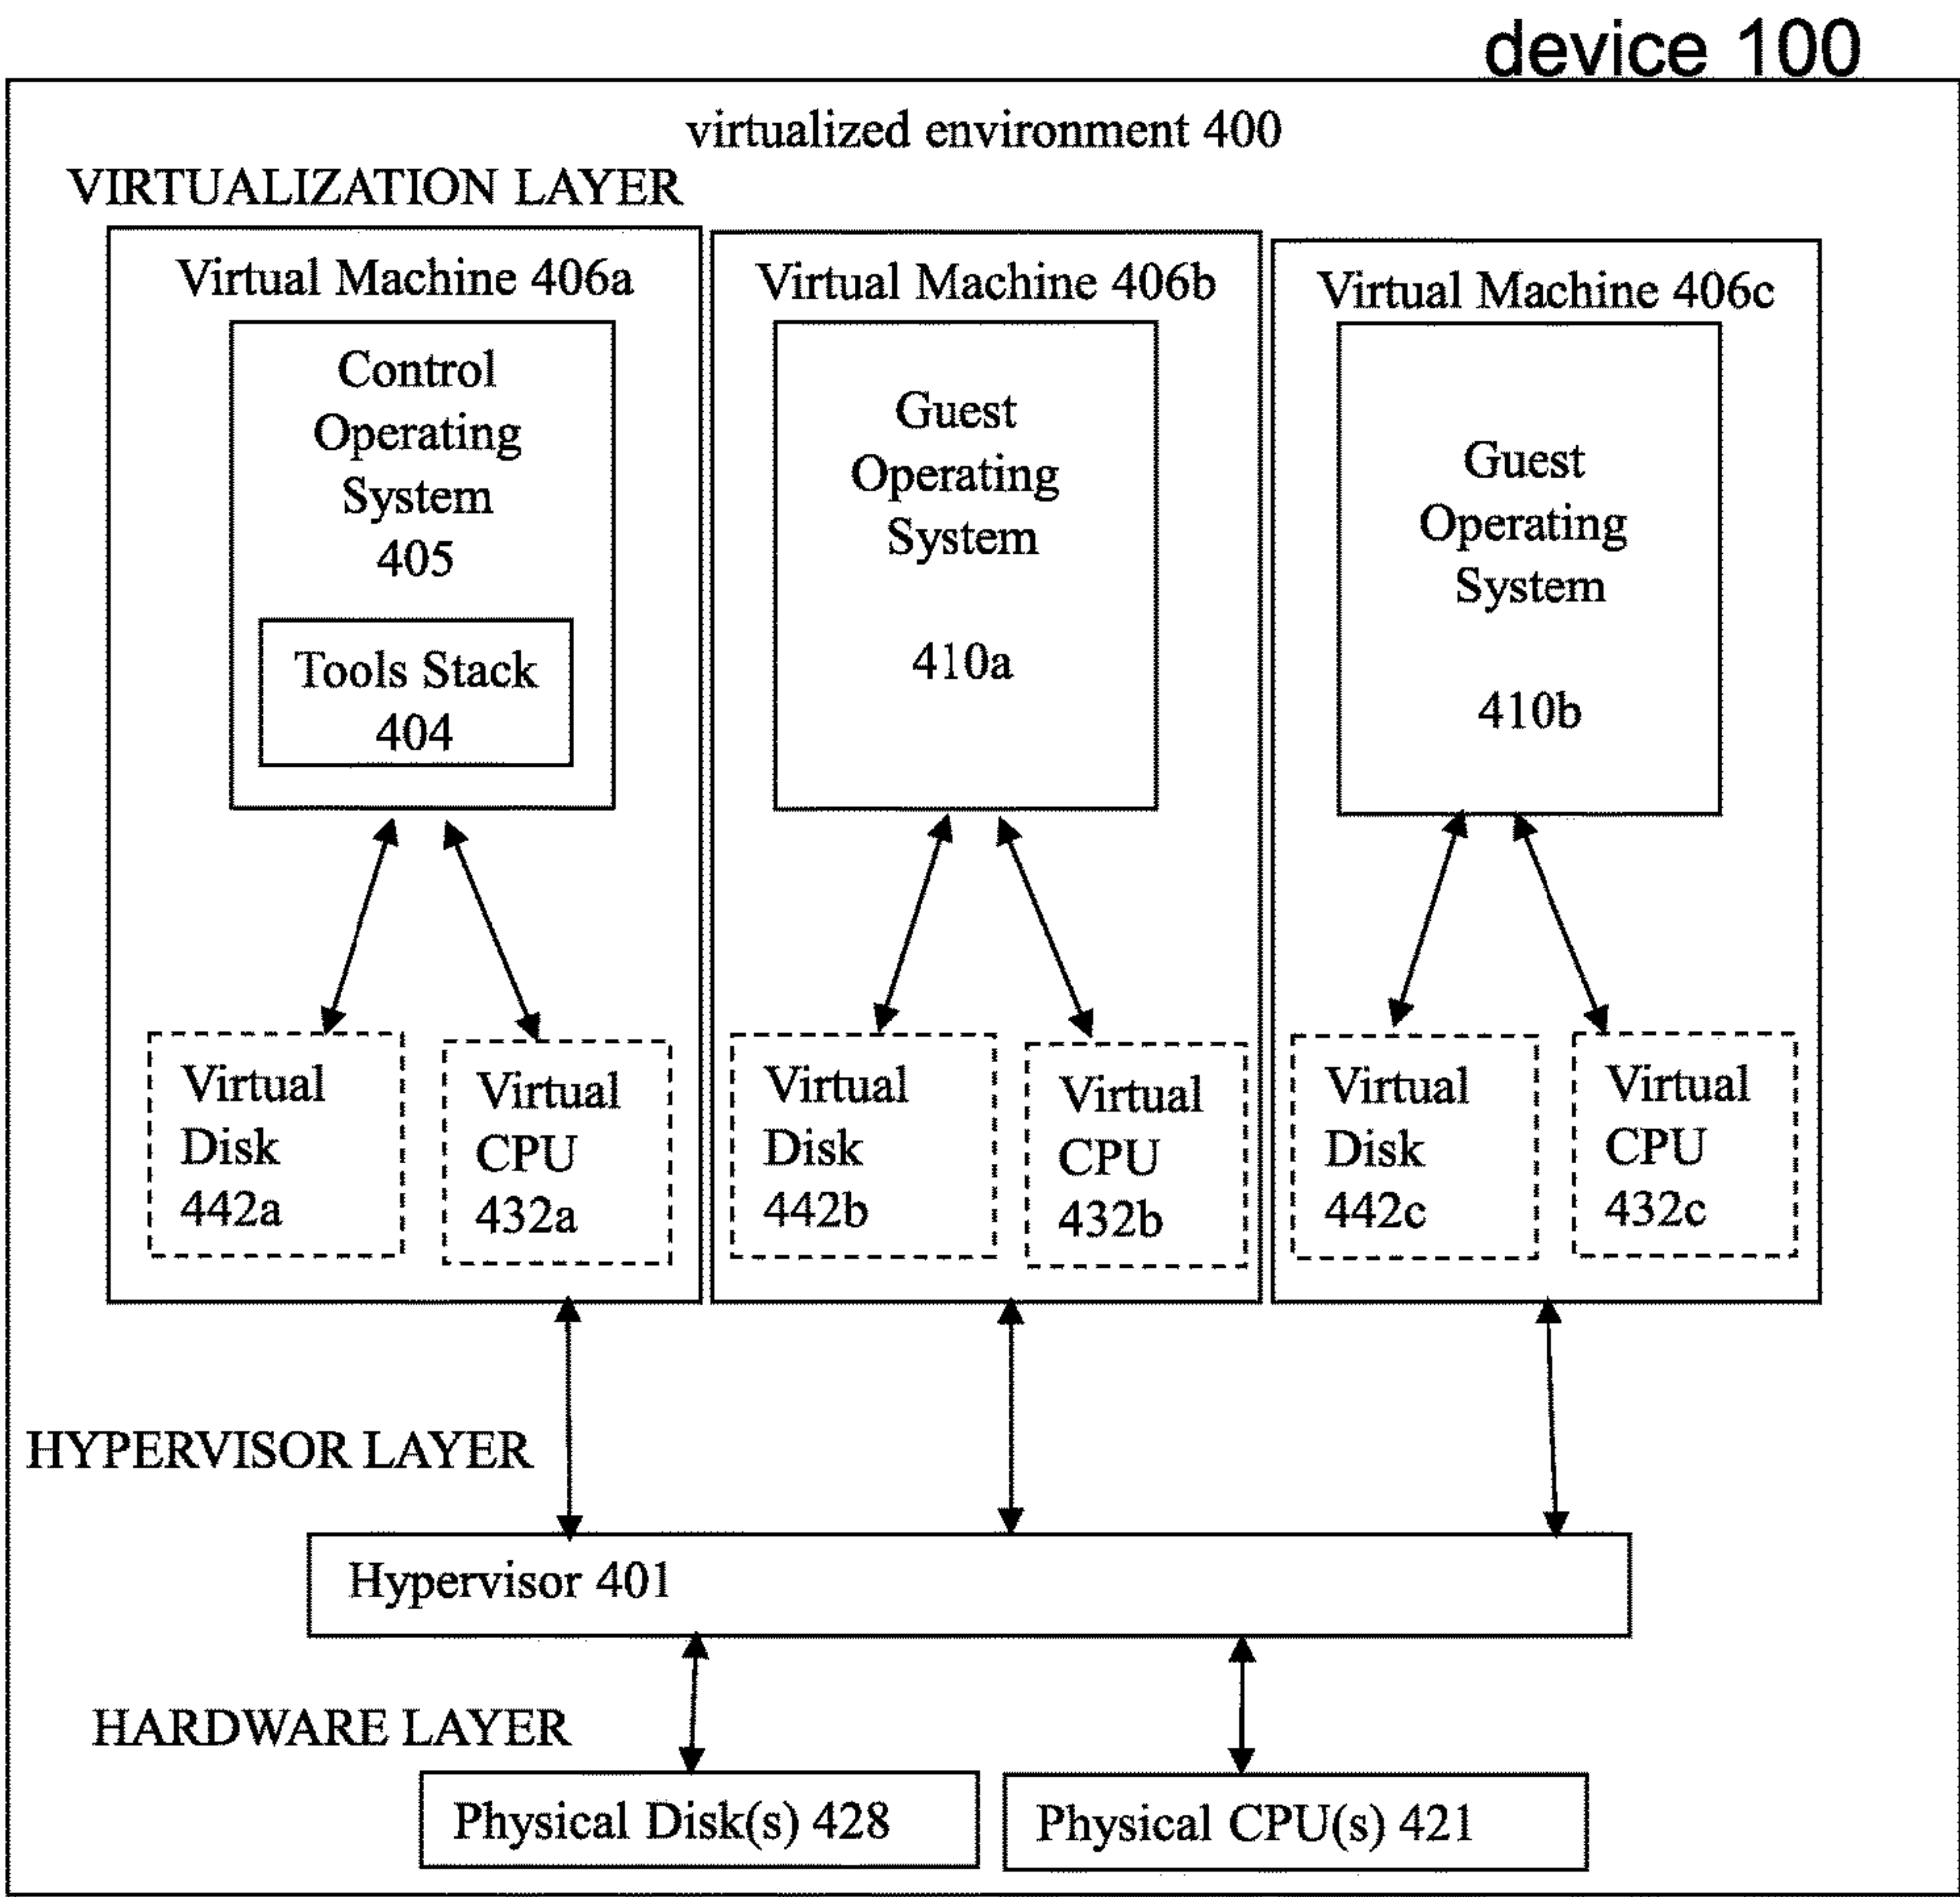 device 100
virtualized environment 400
VIRTUALIZATION LAYER
Virtual Machine 406a
Control
Operating
System
405
Tools Stack
404
Virtual
Disk
442a
Virtual
CPU
432a
Virtual Machine 406b
Guest
Operating
System
410a
Virtual
Disk
442b
Virtual
CPU
432b
Virtual Machine 406c
Guest
Operating
System
410b
Virtual
Disk
442c
Virtual
CPU
432c
HYPERVISOR LAYER
Hypervisor 401
HARDWARE LAYER
Physical Disk(s) 428
Physical CPU(s) 421